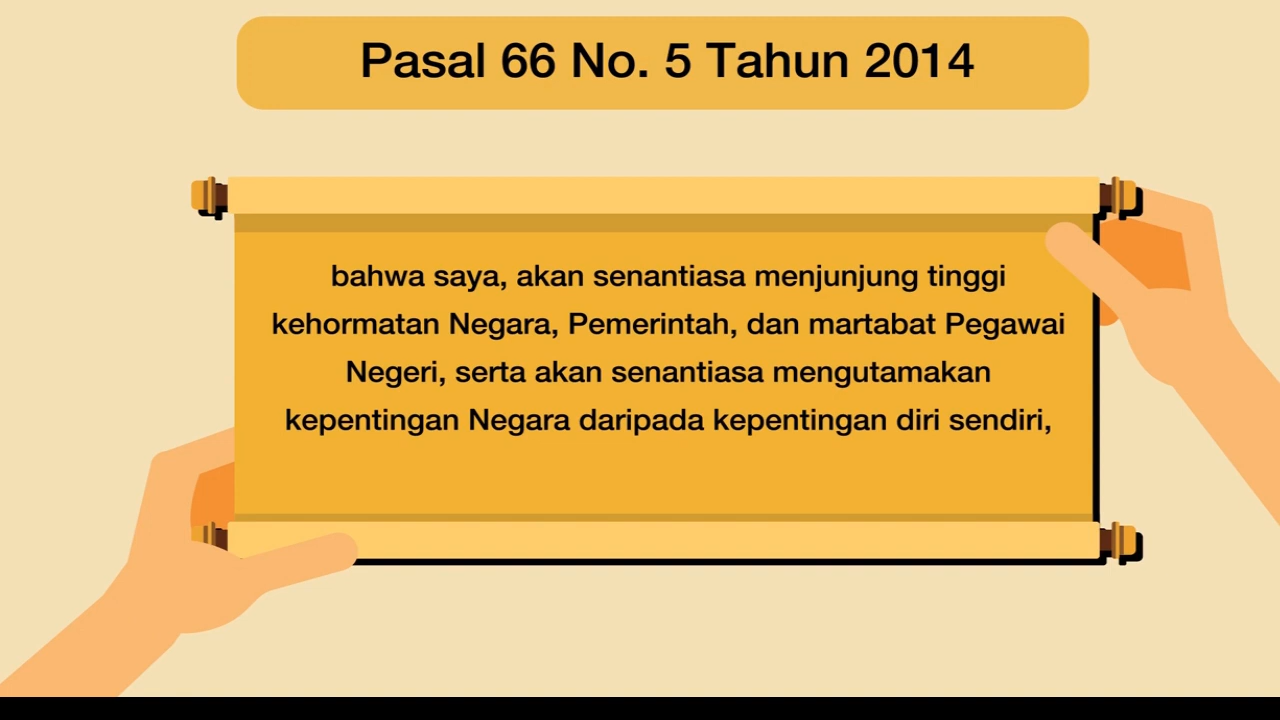 Pasal 66 No. 5 Tahun 2014
bahwa saya, akan senantiasa menjunjung tinggi
kehormatan Negara, Pemerintah, dan martabat Pegawai
Negeri, serta akan senantiasa mengutamakan
kepentingan Negara daripada kepentingan diri sendiri,